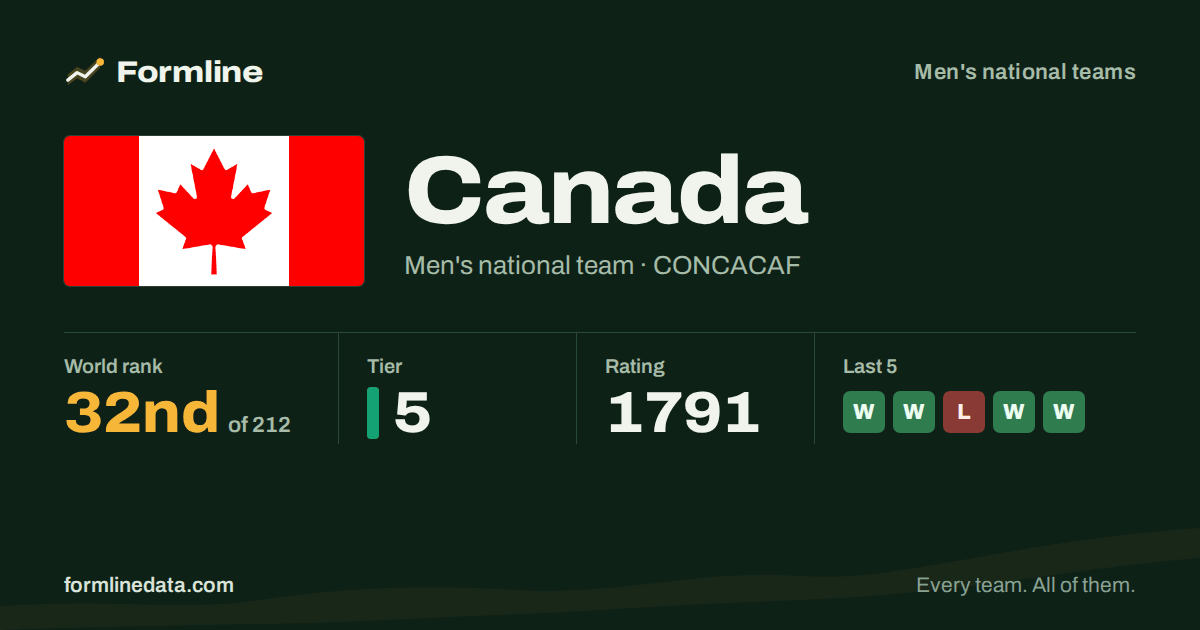 Formline
Men's national teams
Canada
Men's national team · CONCACAF
World rank
32nd of 212
Tier
5
Rating
1791
Last 5
W W L W W
formlinedata.com
Every team. All of them.